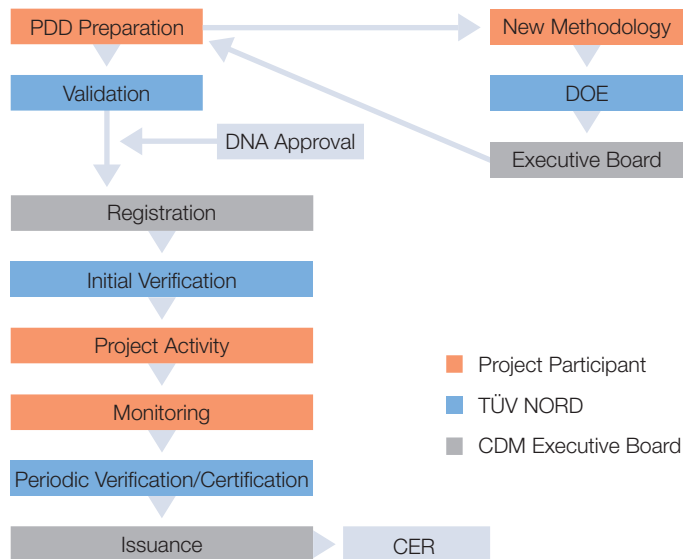 PDD Preparation
New Methodology
Validation
DOE
DNA Approval
Executive Board
Registration
Initial Verification
Project Activity
Monitoring
Periodic Verification/Certification
Issuance
CER
Project Participant
TÜV NORD
CDM Executive Board